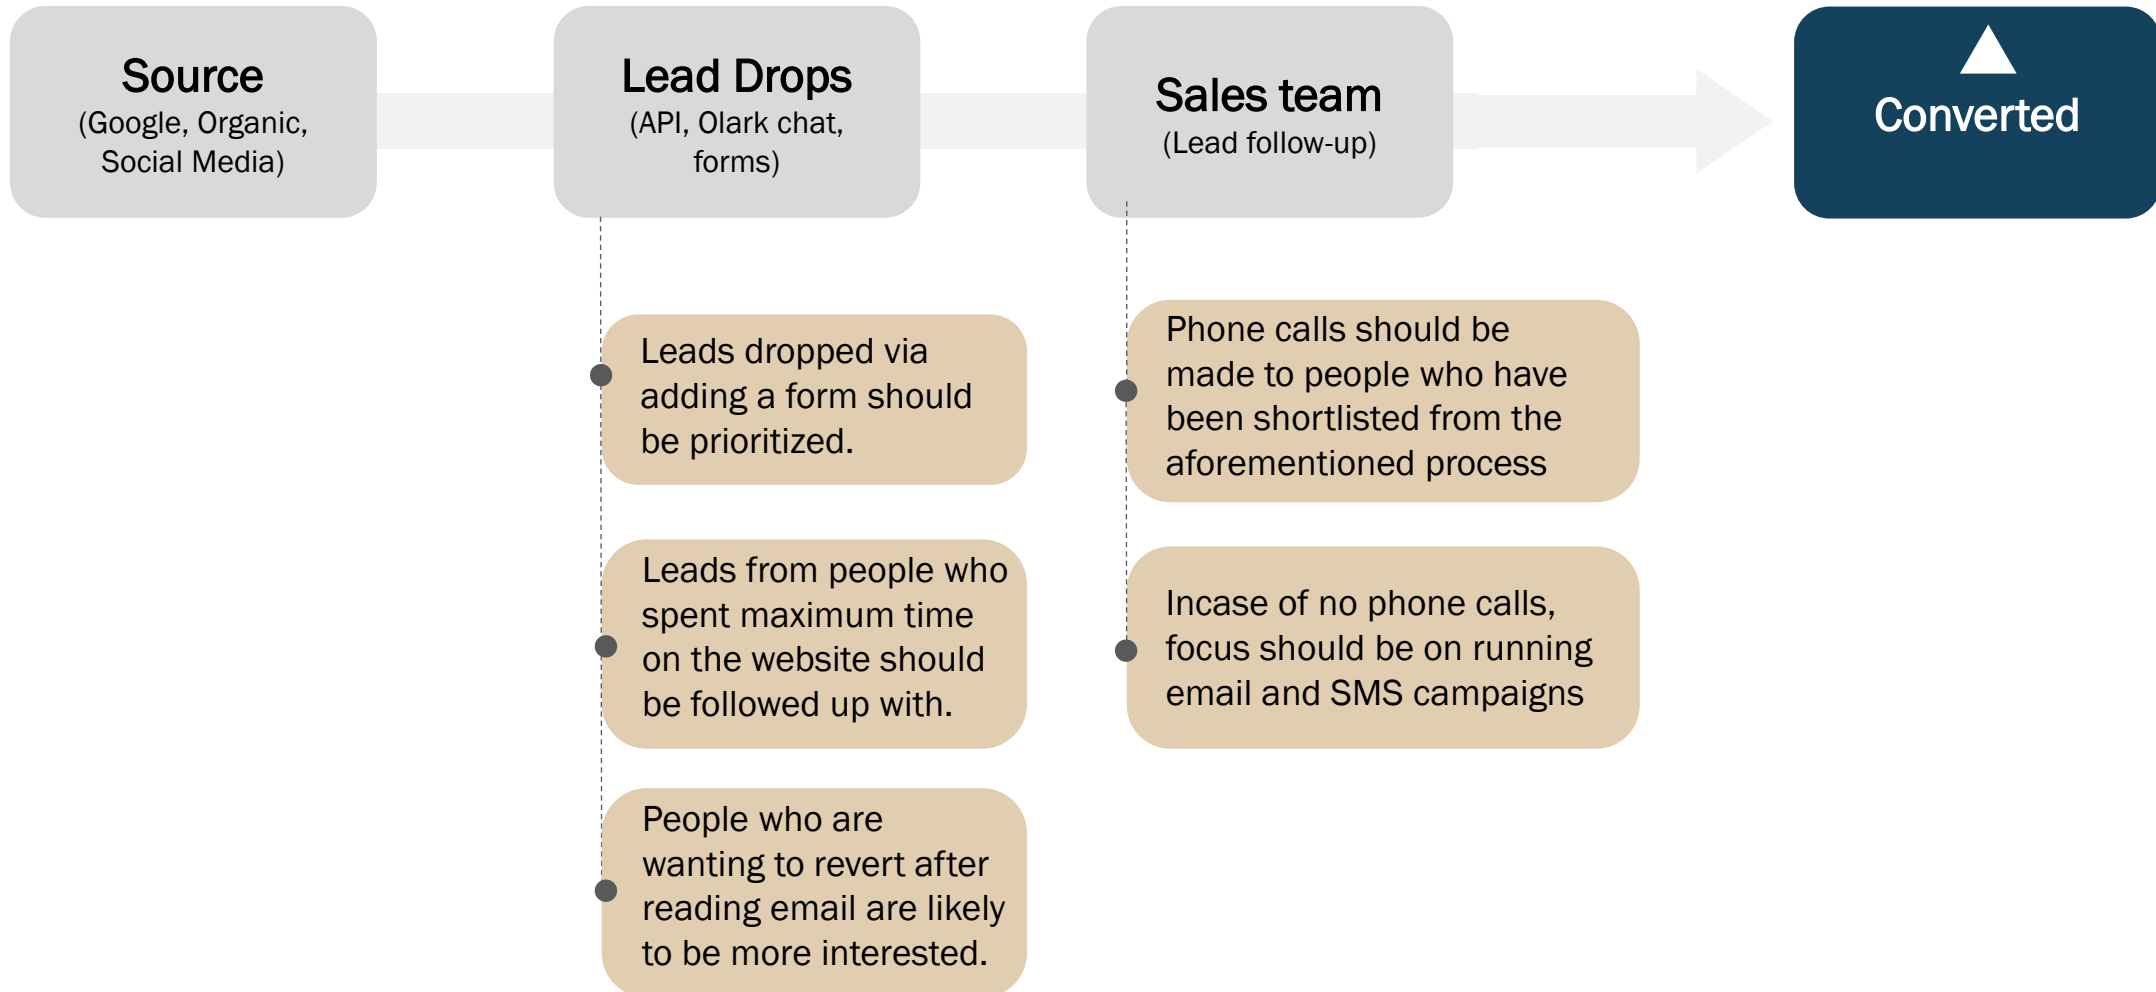 Source
(Google, Organic,
Social Media)
Lead Drops
(API, Olark chat,
forms)
Sales team
(Lead follow-up)
Converted
Leads dropped via
adding a form should
be prioritized.
Leads from people who
spent maximum time
on the website should
be followed up with.
People who are
wanting to revert after
reading email are likely
to be more interested.
Phone calls should be
made to people who have
been shortlisted from the
aforementioned process
Incase of no phone calls,
focus should be on running
email and SMS campaigns